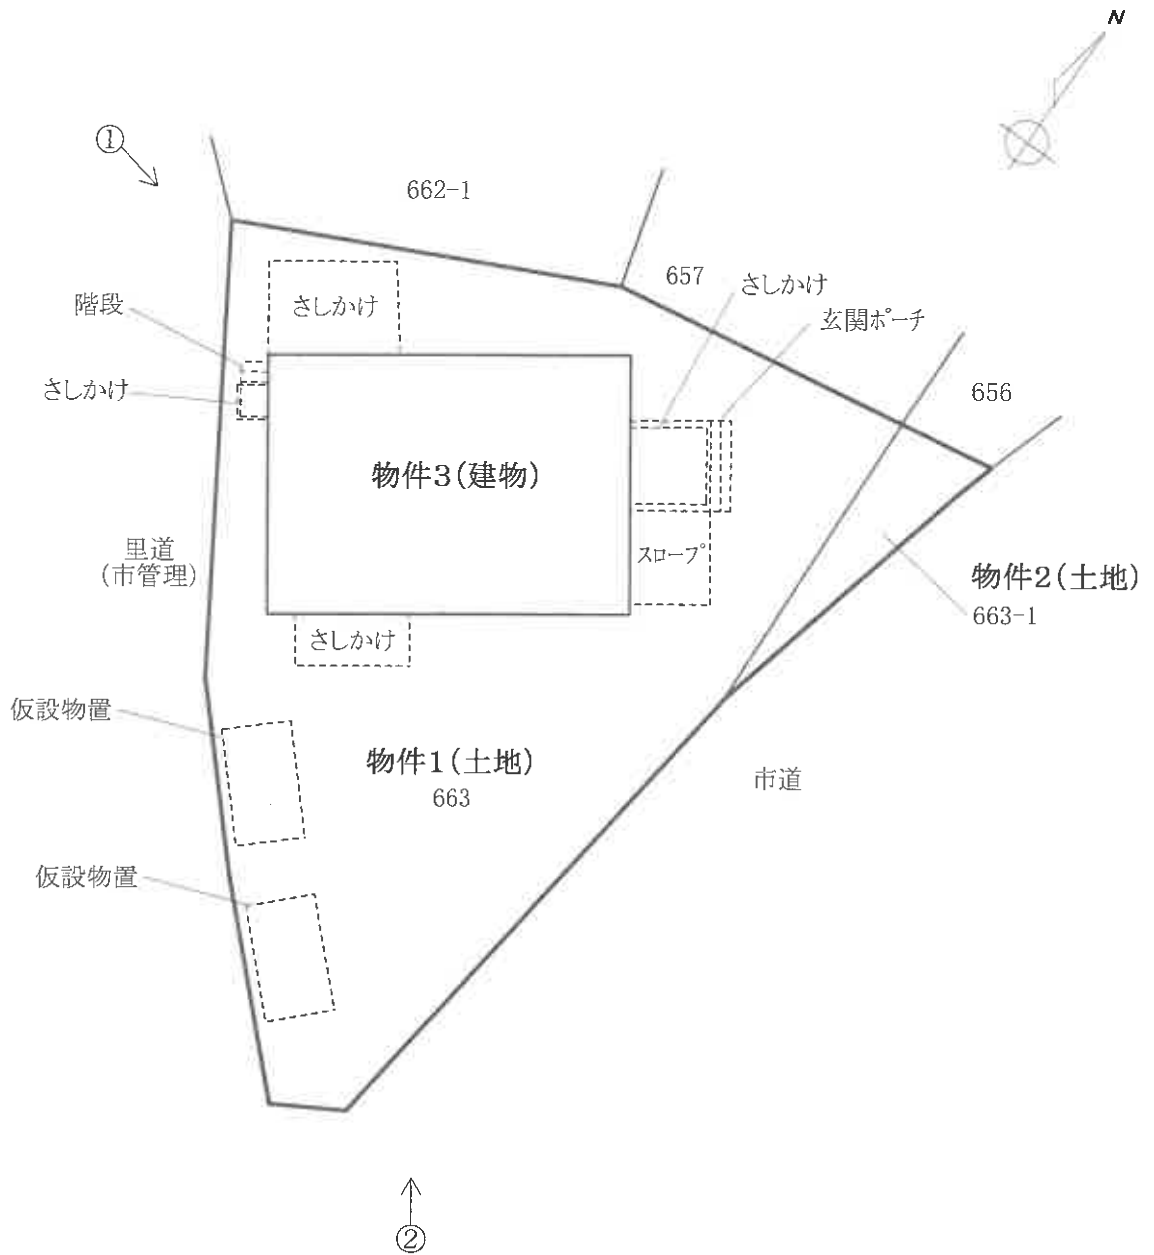 N
①
662-1
657
さしかけ
玄関ポーチ
さしかけ
階段
さしかけ
656
物件3(建物)
里道
(市管理)
スロープ
物件2(土地)
663-1
さしかけ
仮設物置
物件1(土地)
663
市道
仮設物置
②